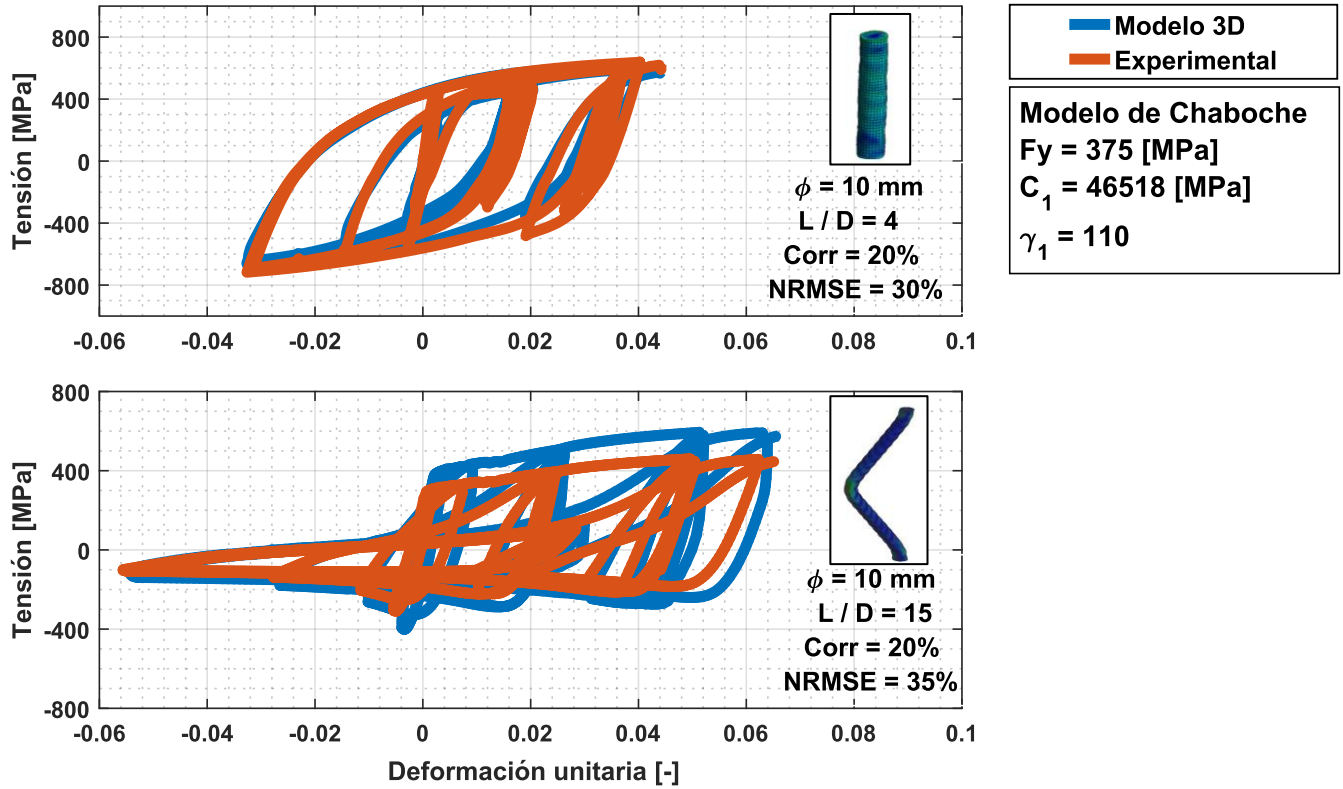 Modelo 3D
Experimental
Modelo de Chaboche
Fy = 375 [MPa]
C1 = 46518 [MPa]
γ1 = 110
Tensión [MPa]
800
400
0
-400
-800
-0.06 -0.04 -0.02 0 0.02 0.04 0.06 0.08 0.1
ϕ = 10 mm
L / D = 4
Corr = 20%
NRMSE = 30%
Tensión [MPa]
800
400
0
-400
-800
-0.06 -0.04 -0.02 0 0.02 0.04 0.06 0.08 0.1
ϕ = 10 mm
L / D = 15
Corr = 20%
NRMSE = 35%
Deformación unitaria [-]